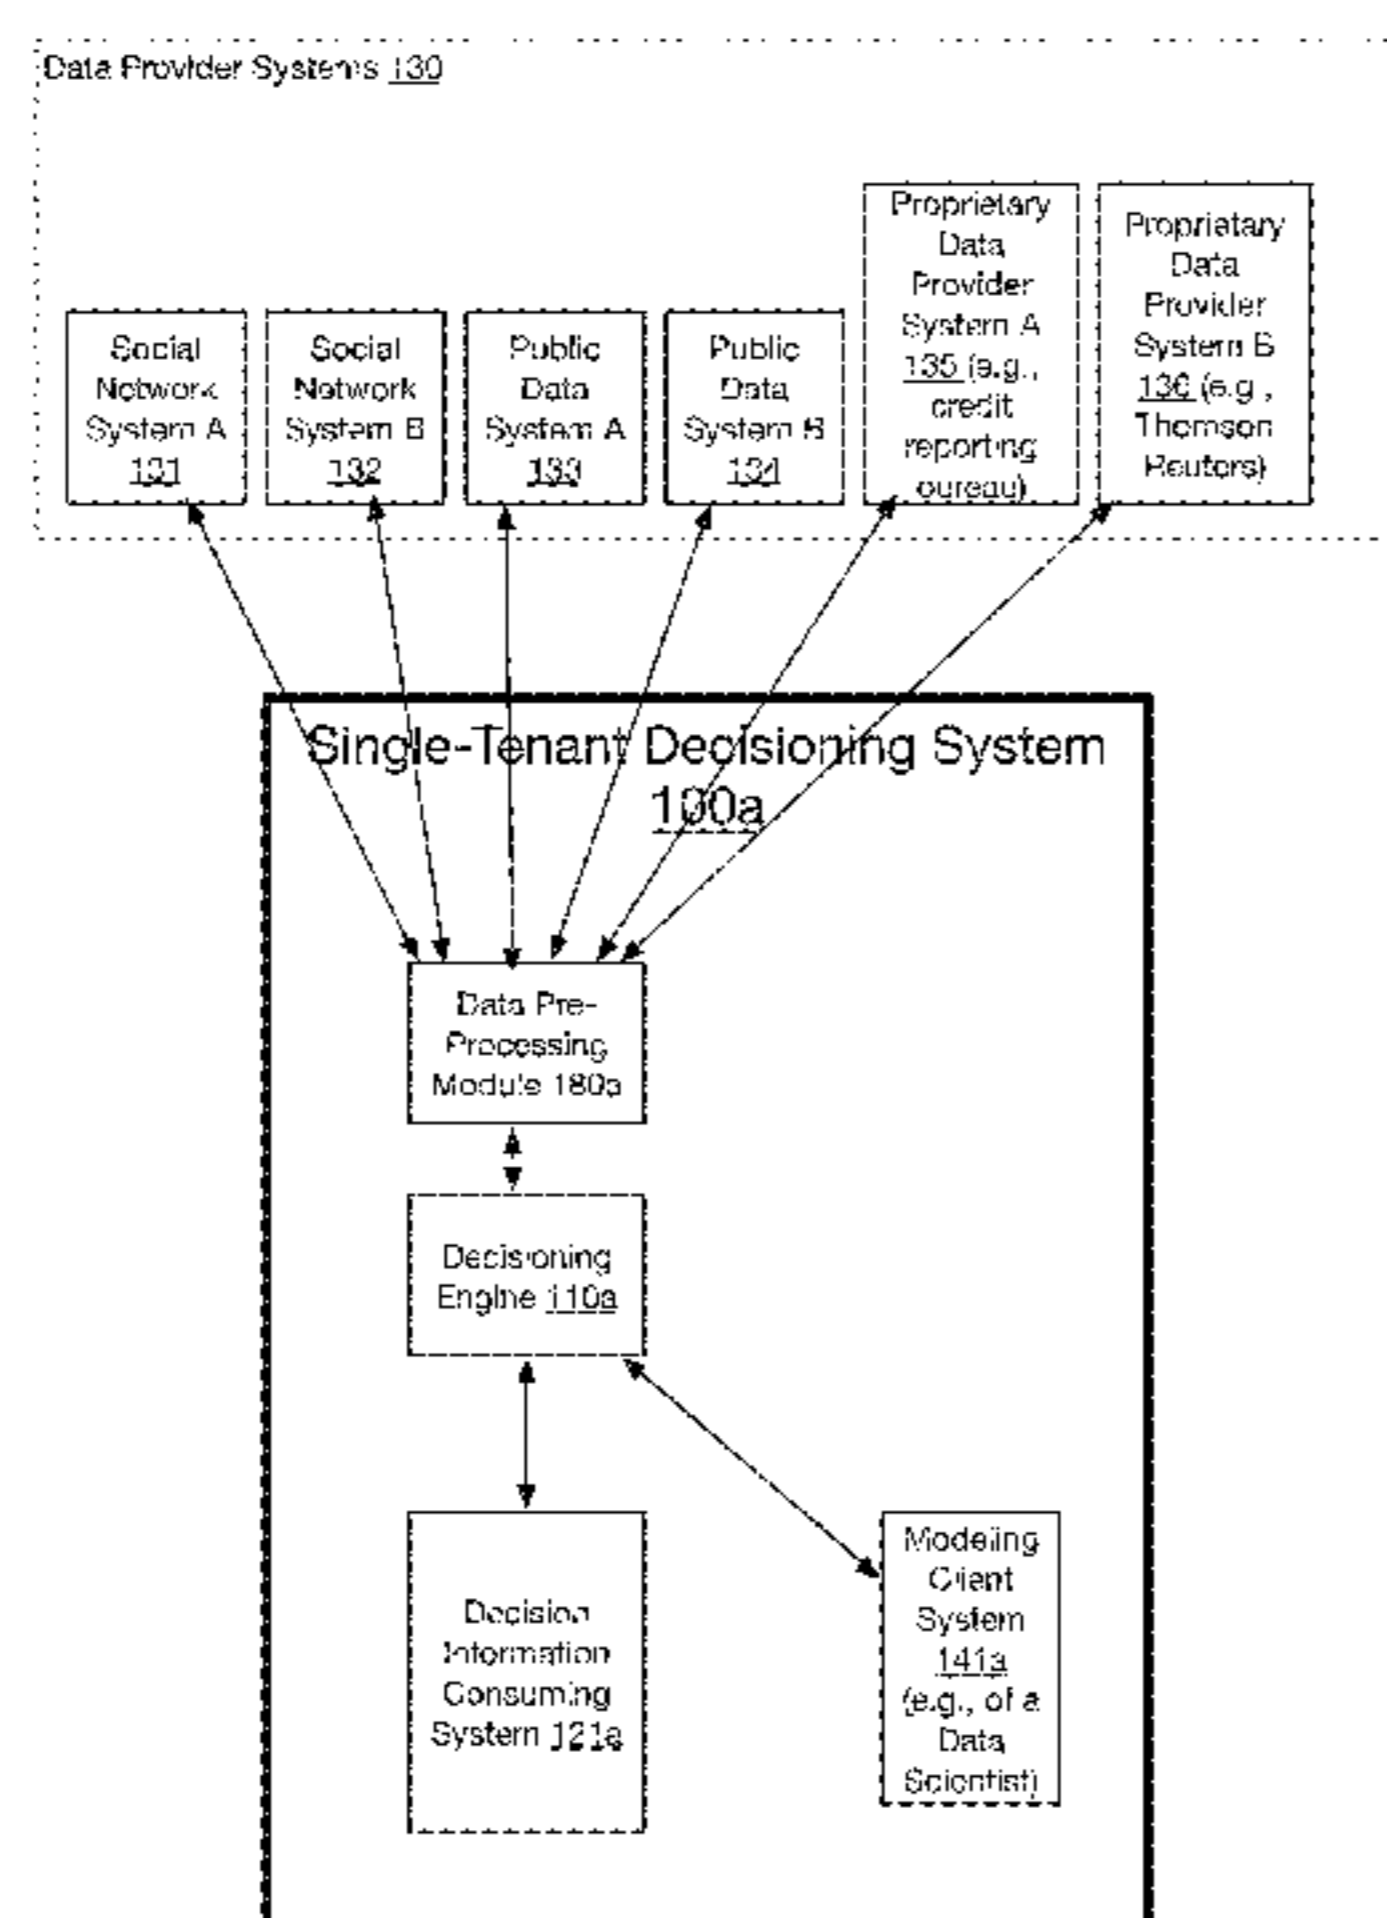 Data Provider Systems 130
Social
Network
System A
131
Social
Network
System B
132
Public
Data
System A
133
Public
Data
System B
134
Proprietary
Data
Provider
System A
135 (e.g.,
credit
reporting
bureau)
Proprietary
Data
Provider
System B
136 (e.g.,
Thomson
Reuters)
Single-Tenant Decisioning System
100a
Data Pre-
Processing
Module 180a
Decisioning
Engine 110a
Decision
Information
Consuming
System 121a
Modeling
Client
System
141a
(e.g., of a
Data
Scientist)